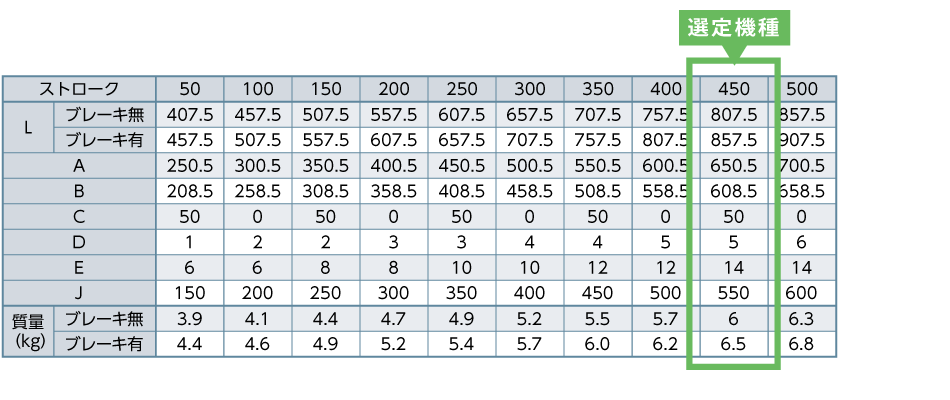 選定機種
ストローク 50 100 150 200 250 300 350 400 450 500
L ブレーキ無 407.5 457.5 507.5 557.5 607.5 657.5 707.5 757.5 807.5 857.5
ブレーキ有 457.5 507.5 557.5 607.5 657.5 707.5 757.5 807.5 857.5 907.5
A 250.5 300.5 350.5 400.5 450.5 500.5 550.5 600.5 650.5 700.5
B 208.5 258.5 308.5 358.5 408.5 458.5 508.5 558.5 608.5 658.5
C 50 0 50 0 50 0 50 0 50 0
D 1 2 2 3 3 4 4 5 5 6
E 6 6 8 8 10 10 12 12 14 14
J 150 200 250 300 350 400 450 500 550 600
質量(kg) ブレーキ無 3.9 4.1 4.4 4.7 4.9 5.2 5.5 5.7 6 6.3
ブレーキ有 4.4 4.6 4.9 5.2 5.4 5.7 6.0 6.2 6.5 6.8